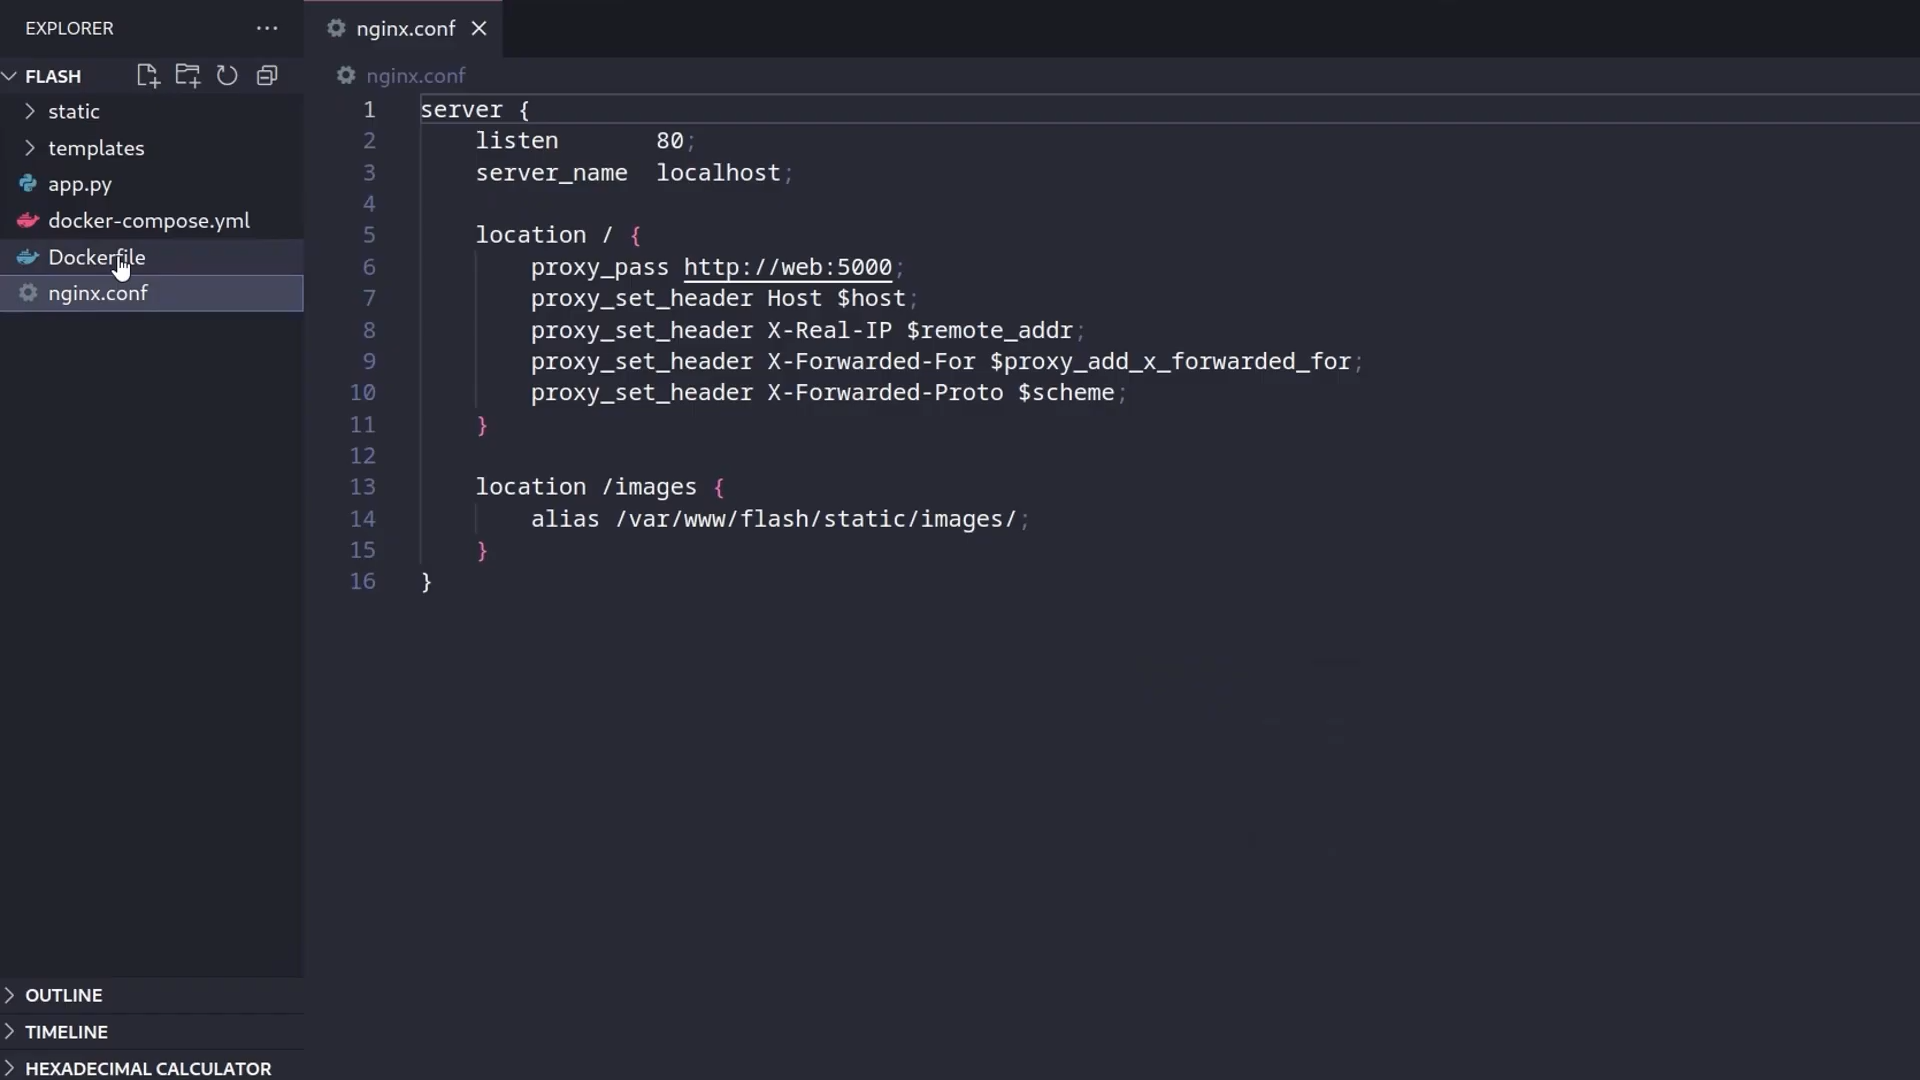 EXPLORER
FLASH
static
templates
app.py
docker-compose.yml
Dockerfile
nginx.conf
OUTLINE
TIMELINE
HEXADECIMAL CALCULATOR
nginx.conf
nginx.conf
1 server {
2     listen       80;
3     server_name  localhost;
4
5     location / {
6         proxy_pass http://web:5000;
7         proxy_set_header Host $host;
8         proxy_set_header X-Real-IP $remote_addr;
9         proxy_set_header X-Forwarded-For $proxy_add_x_forwarded_for;
10         proxy_set_header X-Forwarded-Proto $scheme;
11     }
12
13     location /images {
14         alias /var/www/flash/static/images/;
15     }
16 }